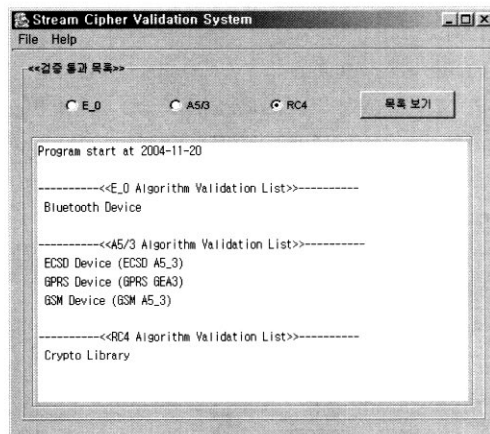 Stream Cipher Validation System
File Help
<<검증 통과 목록>>
E_0 A5/3 RC4 목록 보기
Program start at 2004-11-20
----------<<E_0 Algorithm Validation List>>----------
Bluetooth Device
----------<<A5/3 Algorithm Validation List>>----------
ECSD Device (ECSD A5_3)
GPRS Device (GPRS GEA3)
GSM Device (GSM A5_3)
----------<<RC4 Algorithm Validation List>>----------
Crypto Library